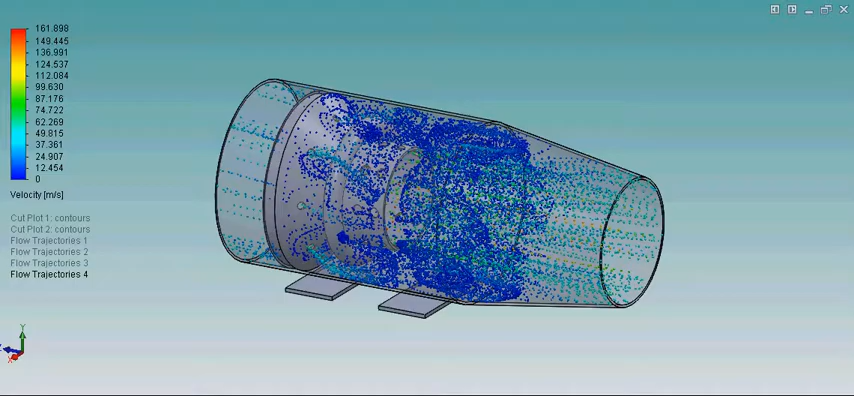 161.898
149.445
136.991
124.537
112.084
99.630
87.176
74.722
62.269
49.815
37.361
24.907
12.454
0
Velocity [m/s]
Cut Plot 1: contours
Cut Plot 2: contours
Flow Trajectories 1
Flow Trajectories 2
Flow Trajectories 3
Flow Trajectories 4
Y
X